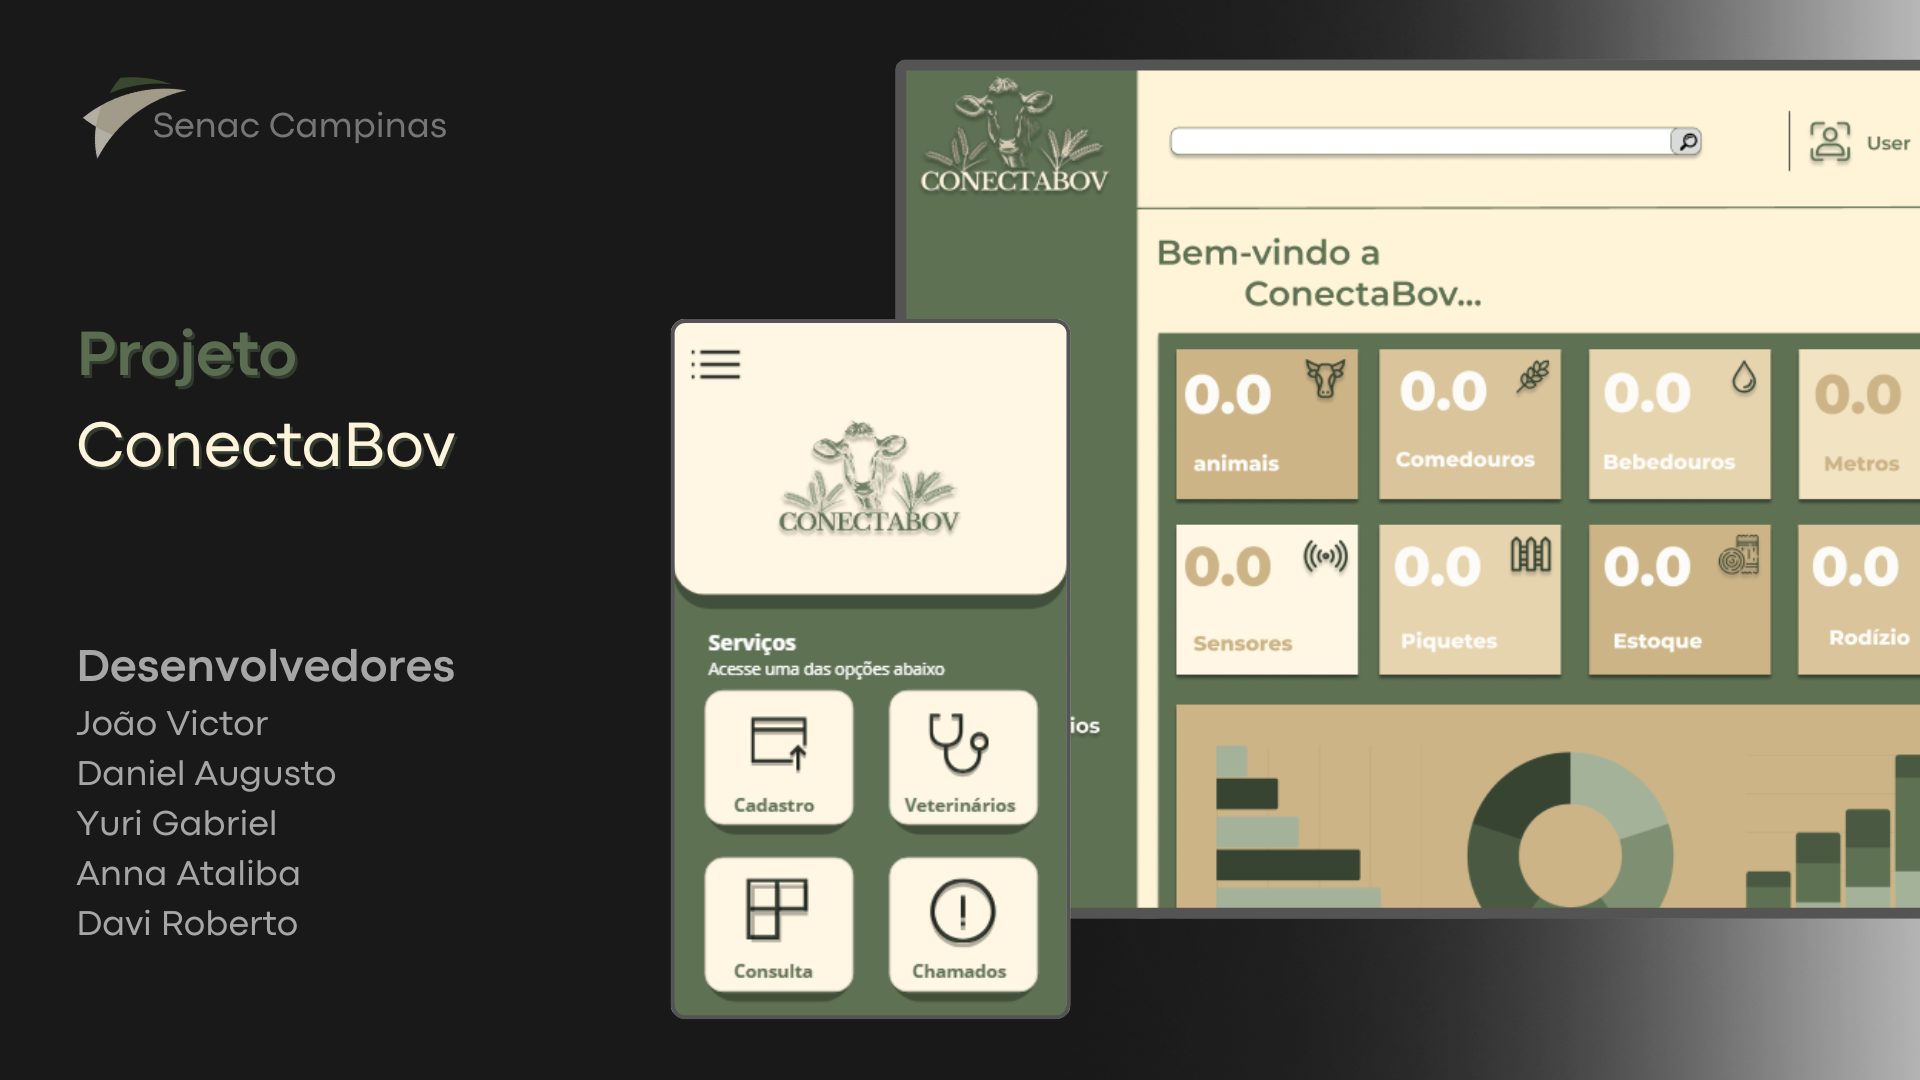 Senac Campinas
Projeto
ConectaBov
Desenvolvedores
João Victor
Daniel Augusto
Yuri Gabriel
Anna Ataliba
Davi Roberto
CONECTABOV
Serviços
Acesse uma das opções abaixo
Cadastro
Veterinários
Consulta
Chamados
CONECTABOV
ios
User
Bem-vindo a
ConectaBov...
0.0
animais
0.0
Comedouros
0.0
Bebedouros
0.0
Metros
0.0
Sensores
0.0
Piquetes
0.0
Estoque
0.0
Rodízio